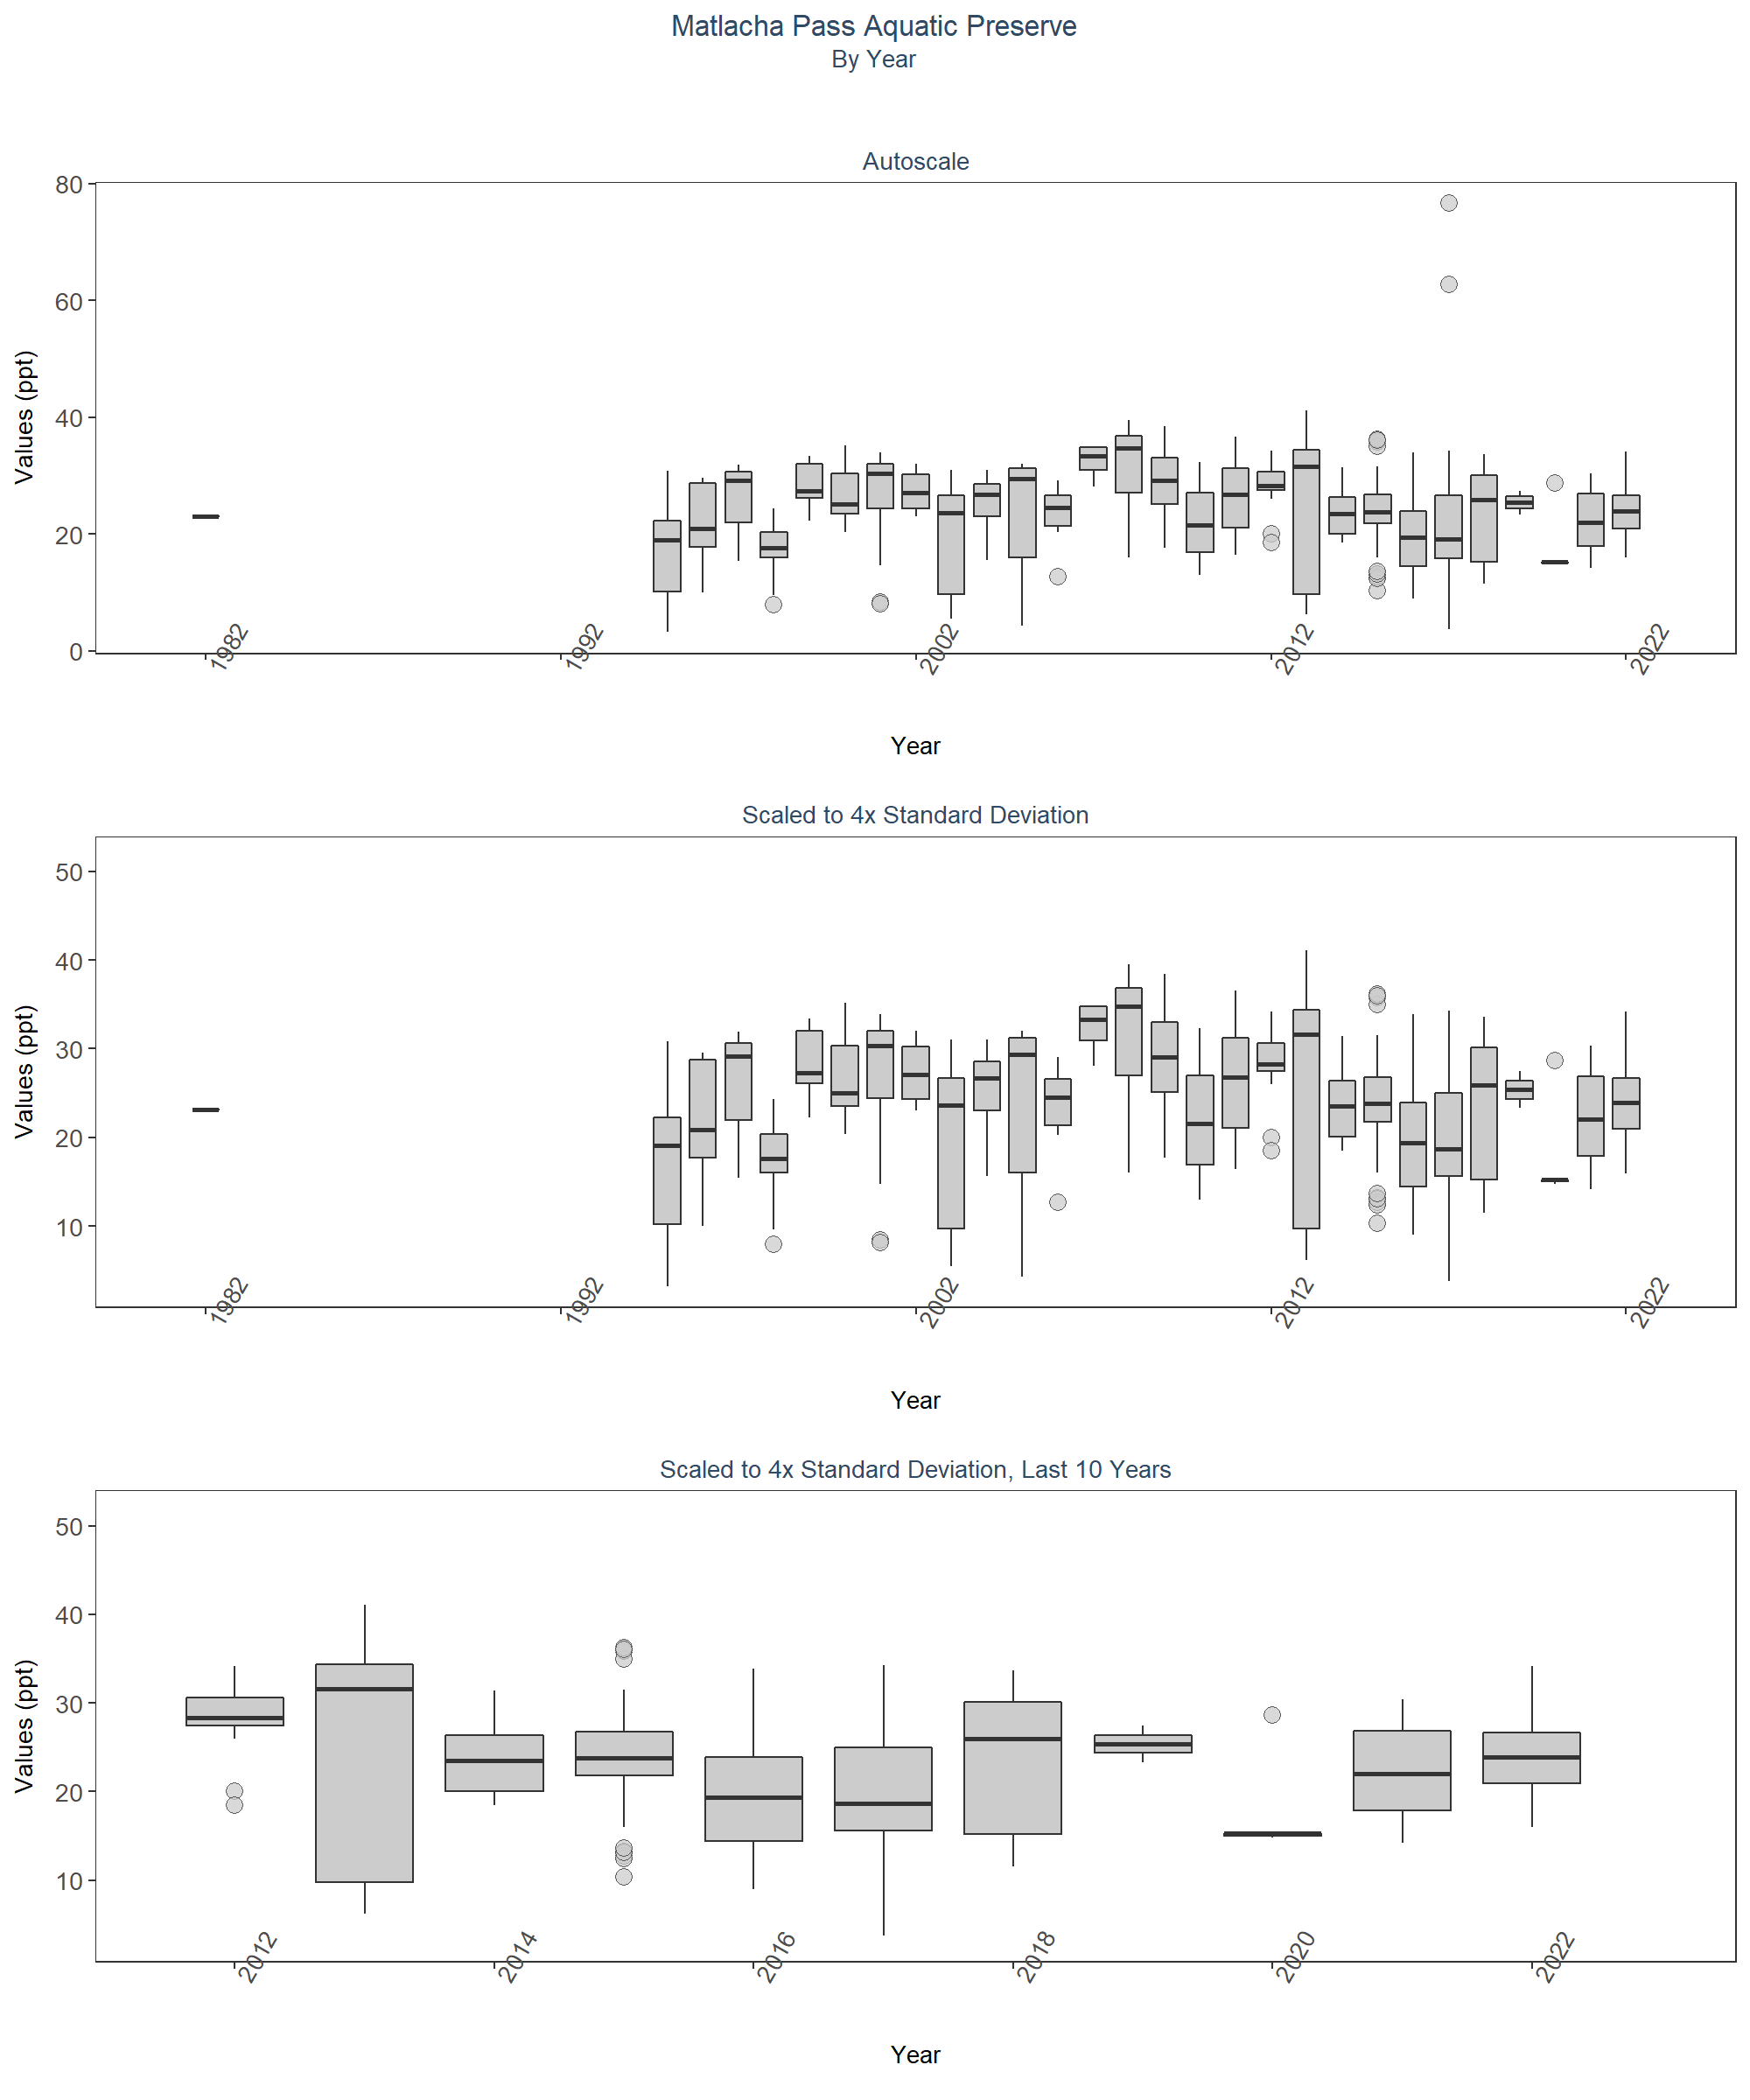 Matlacha Pass Aquatic Preserve
By Year
Autoscale
Values (ppt)
80
60
40
20
0
1982 1992 2002 2012 2022
Year
Scaled to 4x Standard Deviation
Values (ppt)
50
40
30
20
10
1982 1992 2002 2012 2022
Year
Scaled to 4x Standard Deviation, Last 10 Years
Values (ppt)
50
40
30
20
10
2012 2014 2016 2018 2020 2022
Year